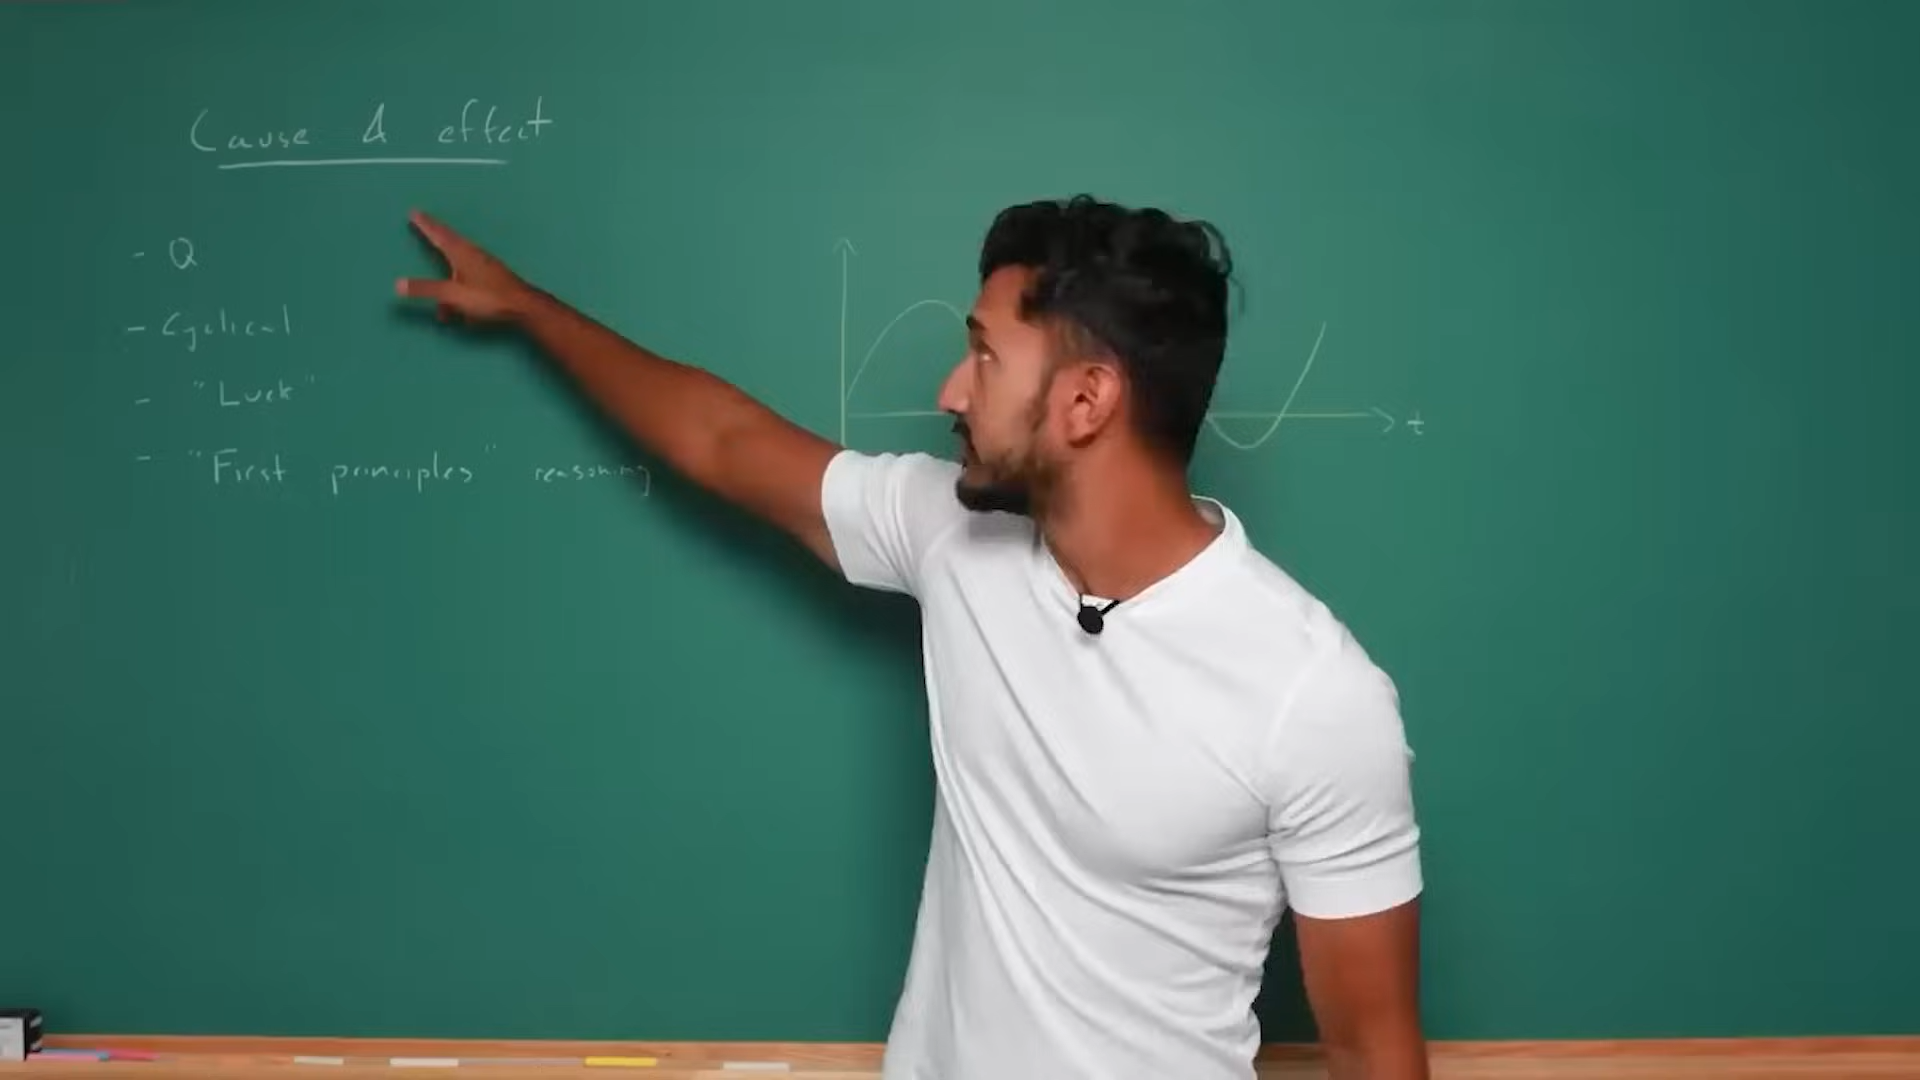 Cause & effect
- Q
- Cyclical
- "Luck"
- "First principles" reasoning
t